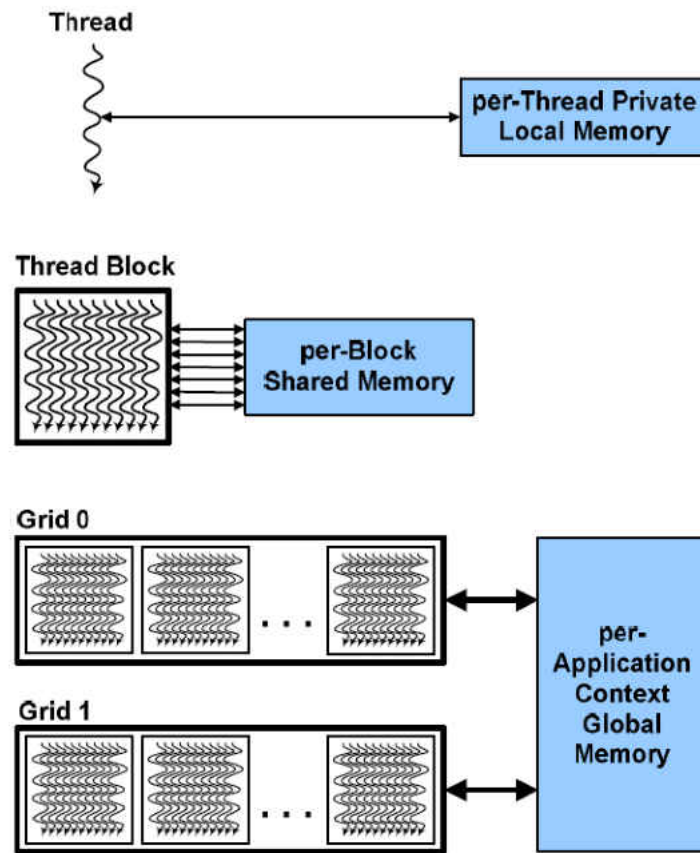 Thread
per-Thread Private
Local Memory
Thread Block
per-Block
Shared Memory
Grid 0
. . .
per-
Application
Context
Global
Memory
Grid 1
. . .